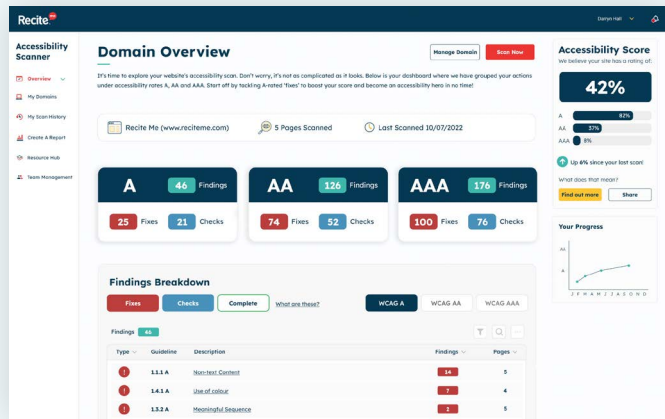 Recite me
Darryn Hall
Accessibility
Scanner
Overview
My Domains
My Scan History
Create A Report
Resource Hub
Team Management
Domain Overview
Manage Domain
Scan Now
It's time to explore your website's accessibility scan. Don't worry, it's not as complicated as it looks. Below is your dashboard where we have grouped your actions
under accessibility rates A, AA and AAA. Start off by tackling A-rated 'fixes' to boost your score and become an accessibility hero in no time!
Recite Me (www.reciteme.com)
5 Pages Scanned
Last Scanned 10/07/2022
A 46 Findings
25 Fixes 21 Checks
AA 126 Findings
74 Fixes 52 Checks
AAA 176 Findings
100 Fixes 76 Checks
Findings Breakdown
Fixes Checks Complete What are these?
WCAG A WCAG AA WCAG AAA
Findings 46
Type Guideline Description Findings Pages
! 1.1.1 A Non-text Content 14 5
! 1.4.1 A Use of colour 7 4
! 1.3.2 A Meaningful Sequence 2 5
Accessibility Score
We believe your site has a rating of:
42%
A 82%
AA 37%
AAA 9%
Up 6% since your last scan!
What does that mean?
Find out more
Share
Your Progress
AA
A
J F M A M J J A S O N D